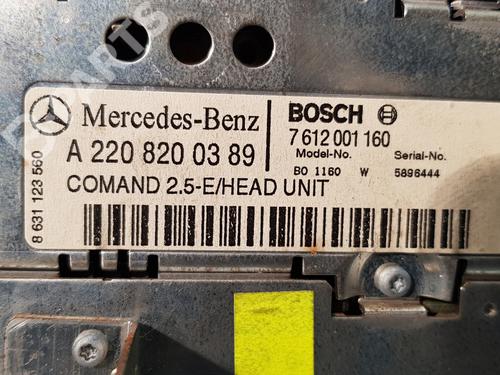 Mercedes-Benz
A 220 820 03 89
COMAND 2.5-E/HEAD UNIT
BOSCH
7 612 001 160
Model-No. Serial-No.
BO 1160 W 5896444
8 631 123 560